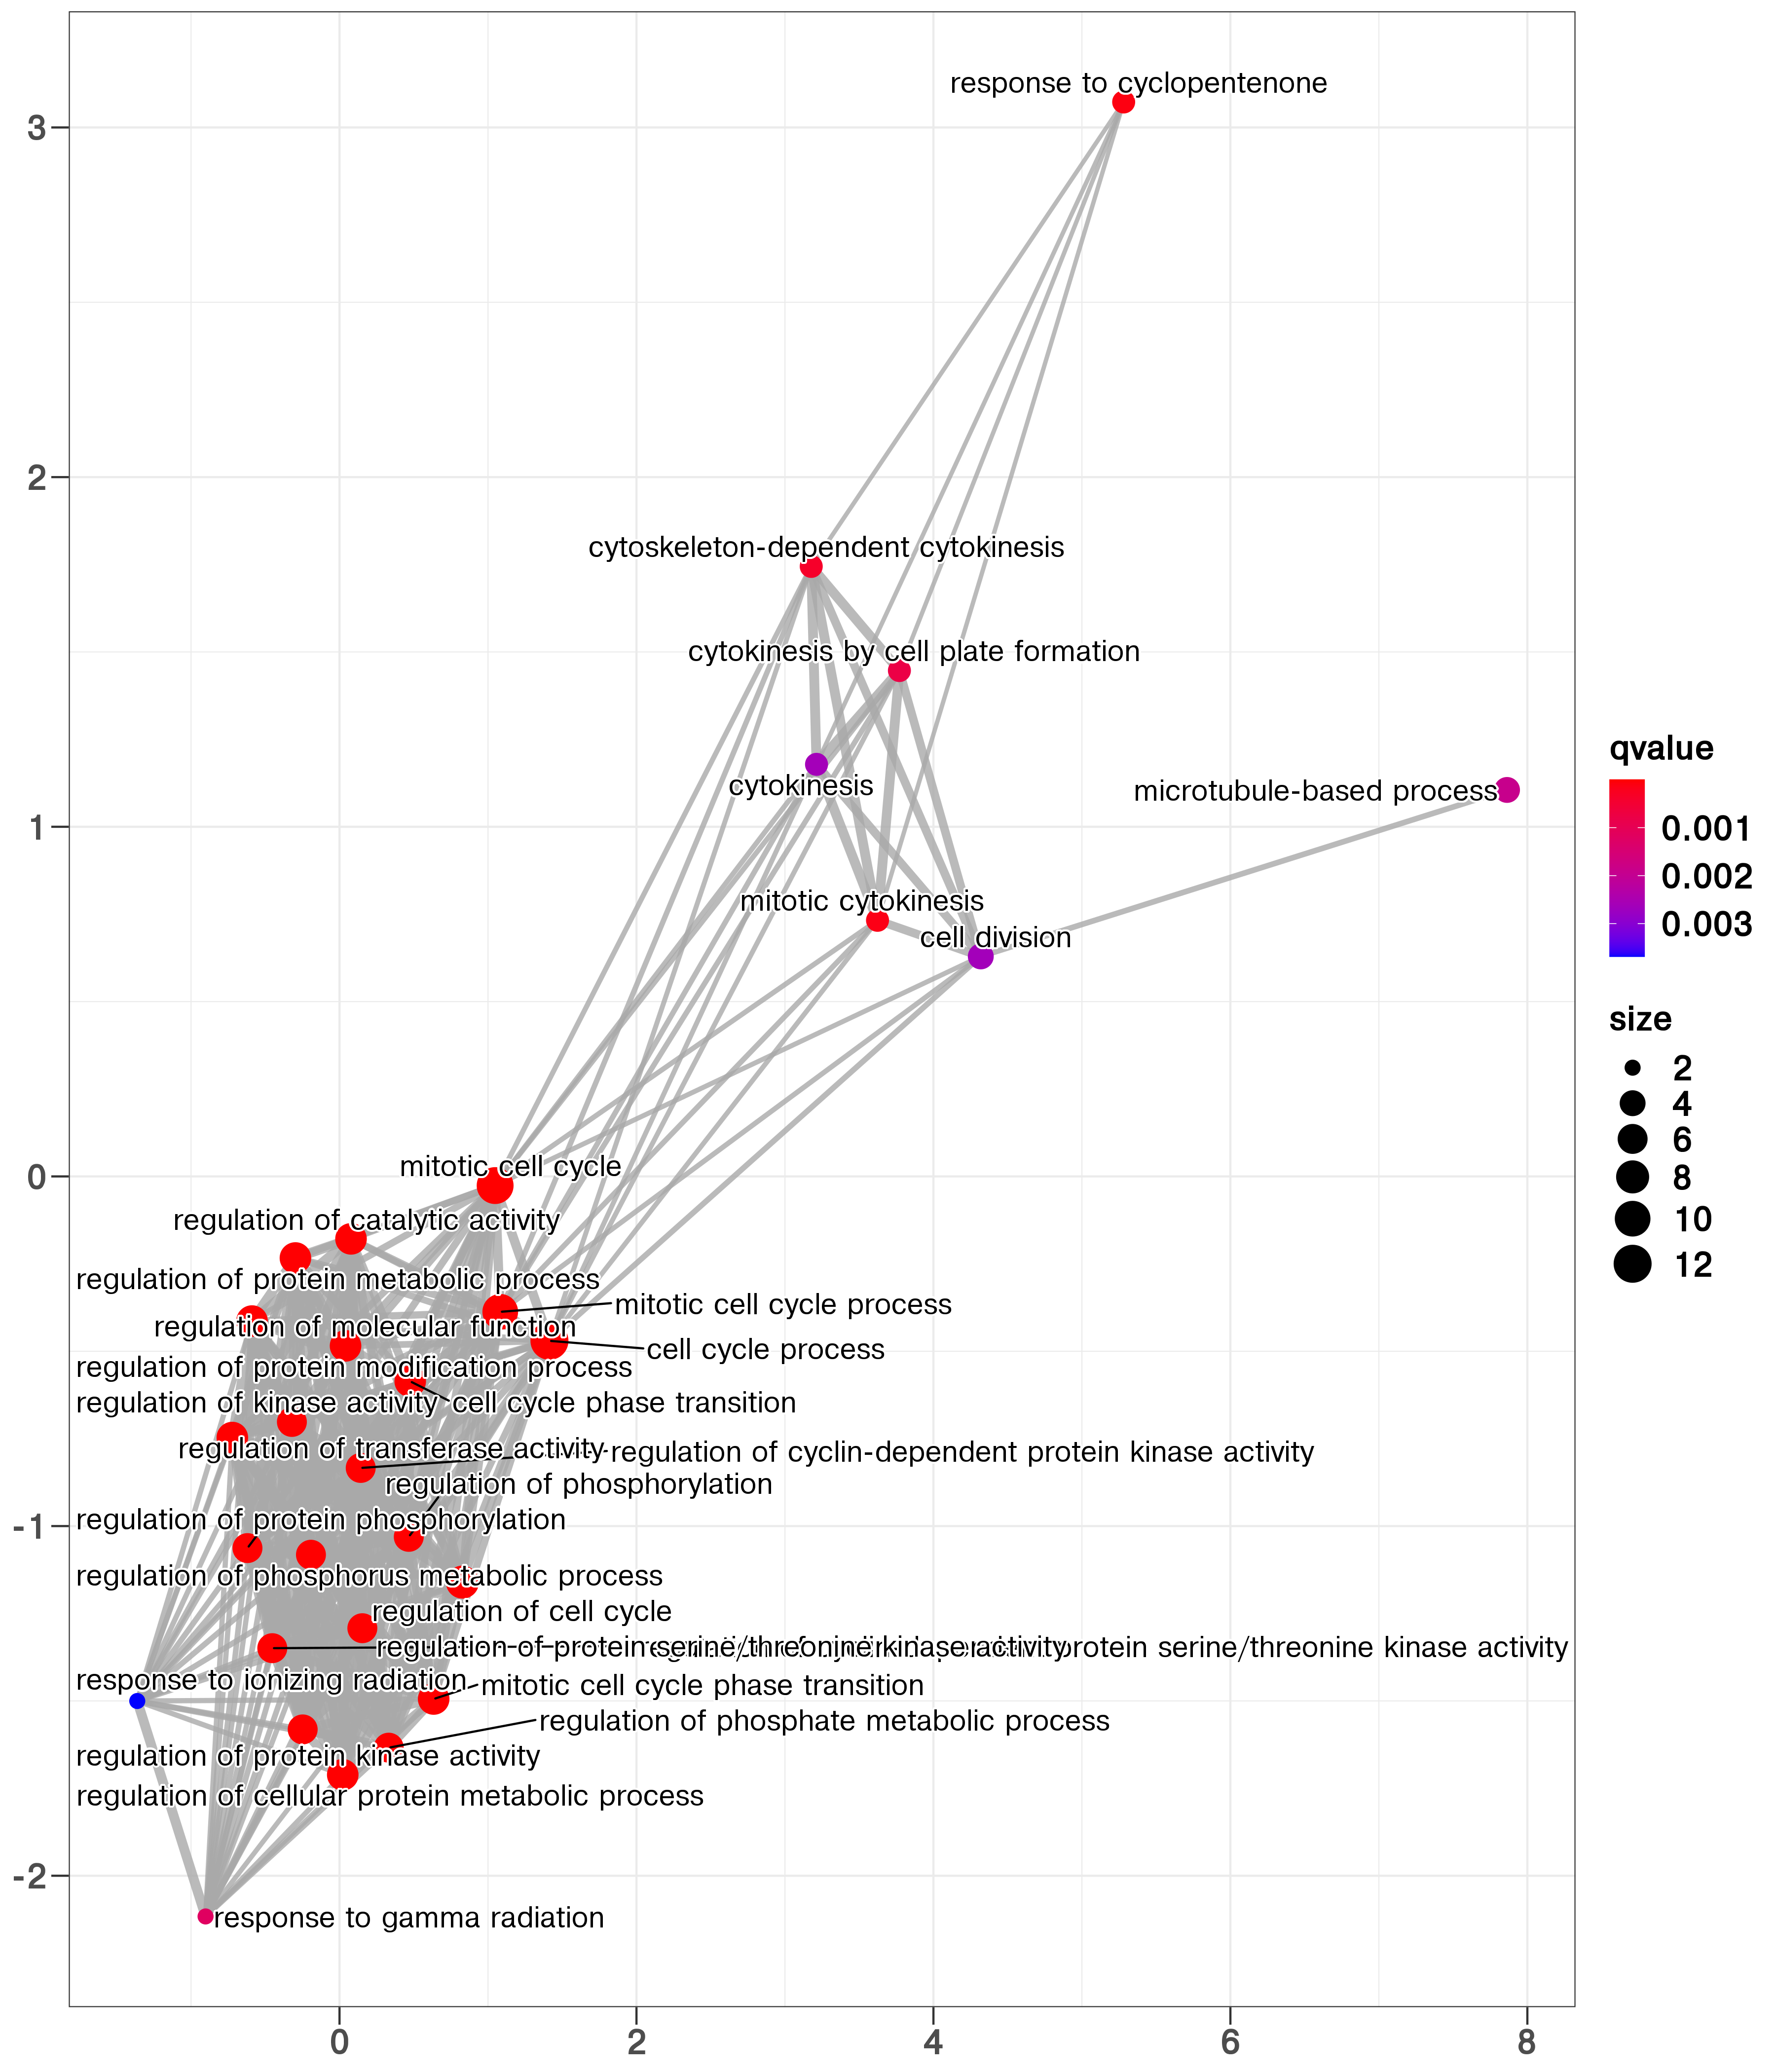 response to cyclopentenone
3
2
cytoskeleton-dependent cytokinesis
cytokinesis by cell plate formation
cytokinesis
microtubule-based process
1
mitotic cytokinesis
cell division
qvalue
0.001
0.002
0.003
size
2
4
6
8
10
12
mitotic cell cycle
0
regulation of catalytic activity
regulation of protein metabolic process
mitotic cell cycle process
regulation of molecular function
cell cycle process
regulation of protein modification process
regulation of kinase activity
cell cycle phase transition
regulation of transferase activity
regulation of cyclin-dependent protein kinase activity
regulation of phosphorylation
regulation of protein phosphorylation
-1
regulation of phosphorus metabolic process
regulation of cell cycle
regulation of protein serine/threonine kinase activity
protein serine/threonine kinase activity
response to ionizing radiation
mitotic cell cycle phase transition
regulation of phosphate metabolic process
regulation of protein kinase activity
regulation of cellular protein metabolic process
-2
response to gamma radiation
0
2
4
6
8